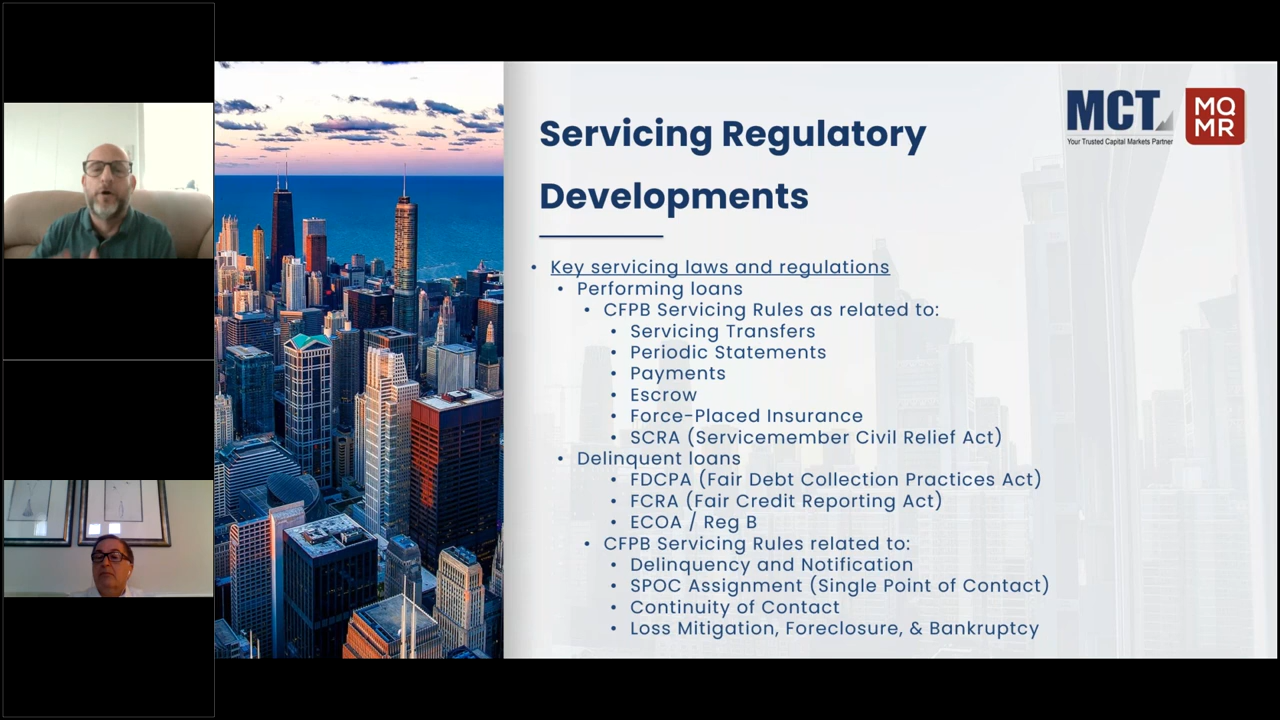 Servicing Regulatory
Developments
MCT
Your Trusted Capital Markets Partner
MQ
MR
• Key servicing laws and regulations
• Performing loans
• CFPB Servicing Rules as related to:
• Servicing Transfers
• Periodic Statements
• Payments
• Escrow
• Force-Placed Insurance
• SCRA (Servicemember Civil Relief Act)
• Delinquent loans
• FDCPA (Fair Debt Collection Practices Act)
• FCRA (Fair Credit Reporting Act)
• ECOA / Reg B
• CFPB Servicing Rules related to:
• Delinquency and Notification
• SPOC Assignment (Single Point of Contact)
• Continuity of Contact
• Loss Mitigation, Foreclosure, & Bankruptcy